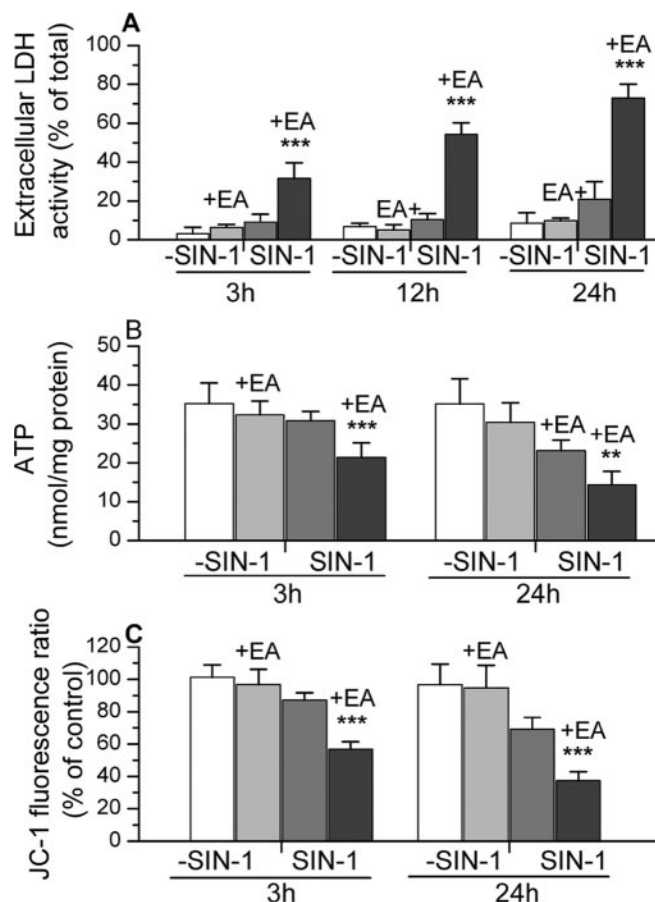 A
Extracellular LDH
activity (% of total)
100
80
60
40
20
0
+EA
+EA
***
EA+
+EA
***
EA+
+EA
***
-SIN-1 SIN-1 -SIN-1 SIN-1 -SIN-1 SIN-1
3h 12h 24h
B
ATP
(nmol/mg protein)
50
40
30
20
10
0
+EA
+EA
***
+EA
+EA
**
-SIN-1 SIN-1 -SIN-1 SIN-1
3h 24h
C
JC-1 fluorescence ratio
(% of control)
120
100
80
60
40
20
0
+EA
+EA
***
+EA
+EA
***
-SIN-1 SIN-1 -SIN-1 SIN-1
3h 24h